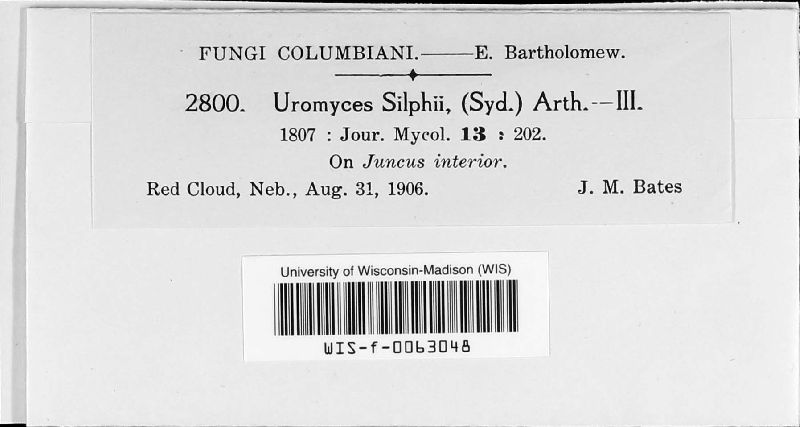 FUNGI COLUMBIANI.——E. Bartholomew.
2800. Uromyces Silphii, (Syd.) Arth.—III.
1807 : Jour. Mycol. 13 : 202.
On Juncus interior.
Red Cloud, Neb., Aug. 31, 1906. J. M. Bates
University of Wisconsin-Madison (WIS)
WIS-f-0063048